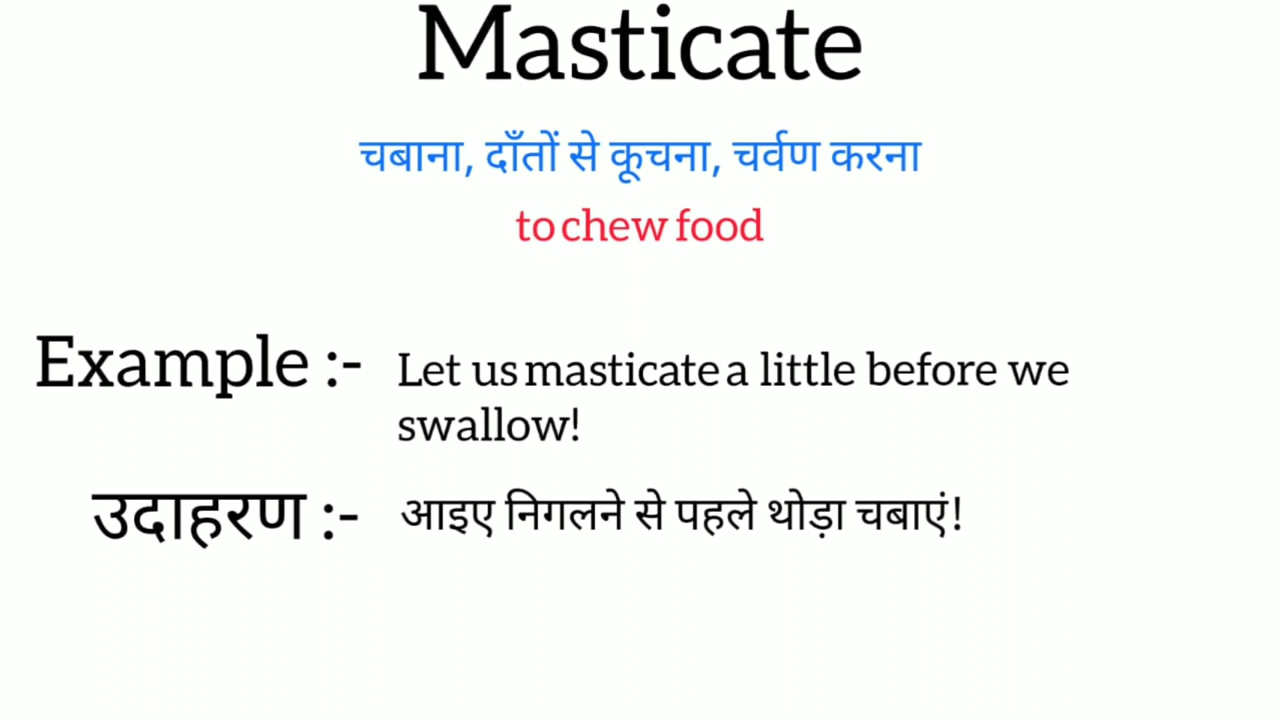 Masticate
चबाना, दाँतों से कूचना, चर्वण करना
to chew food
Example :- Let us masticate a little before we
swallow!
उदाहरण :- आइए निगलने से पहले थोड़ा चबाएं!